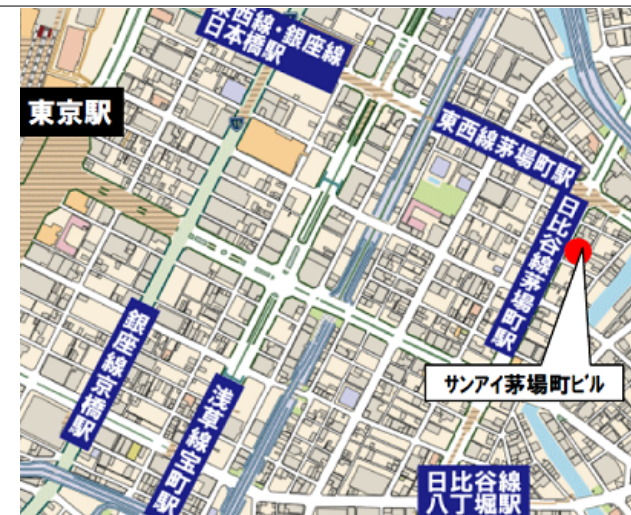 東西線・銀座線
日本橋駅
東京駅
東西線茅場町駅
日比谷線茅場町駅
銀座線京橋駅
サンアイ茅場町ビル
浅草線宝町駅
日比谷線
八丁堀駅